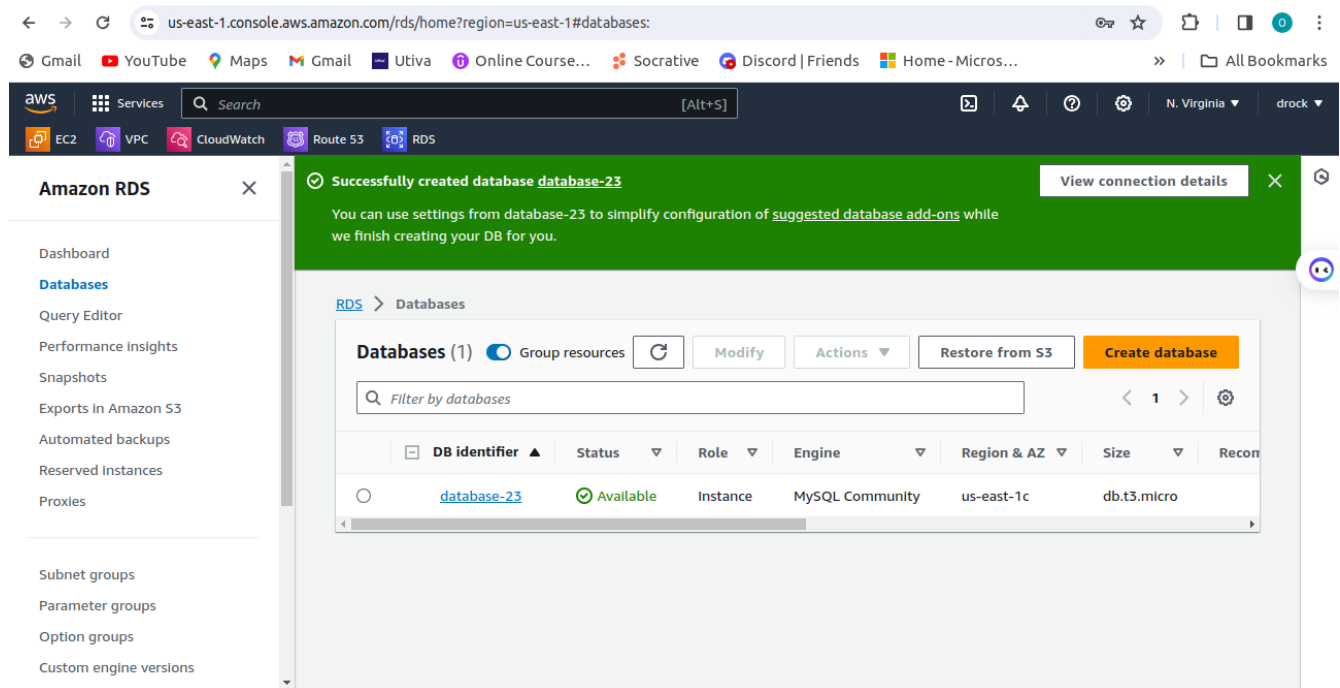 us-east-1.console.aws.amazon.com/rds/home?region=us-east-1#databases:
O
Gmail YouTube Maps Gmail Utiva Online Course... Socrative Discord | Friends Home - Micros... » All Bookmarks
aws Services Search [Alt+S] N. Virginia ▼ drock ▼
EC2 VPC CloudWatch Route 53 RDS
Amazon RDS
Dashboard
Databases
Query Editor
Performance insights
Snapshots
Exports in Amazon S3
Automated backups
Reserved instances
Proxies
Subnet groups
Parameter groups
Option groups
Custom engine versions
Successfully created database database-23
View connection details
You can use settings from database-23 to simplify configuration of suggested database add-ons while
we finish creating your DB for you.
RDS > Databases
Databases (1) Group resources Modify Actions ▼ Restore from S3 Create database
Filter by databases < 1 >
DB identifier ▲ Status Role Engine Region & AZ Size Recon
database-23 Available Instance MySQL Community us-east-1c db.t3.micro